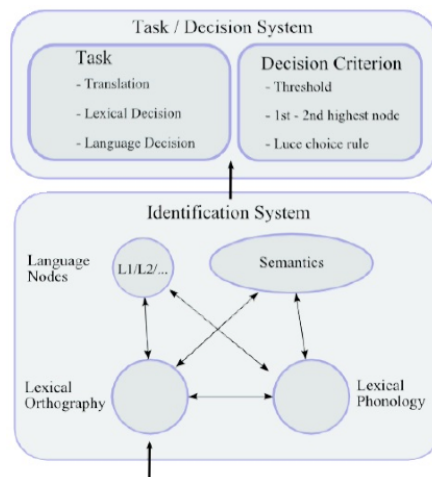 Task / Decision System
Task
- Translation
- Lexical Decision
- Language Decision
Decision Criterion
- Threshold
- 1st - 2nd highest node
- Luce choice rule
Identification System
Language
Nodes
L1/L2/...
Semantics
Lexical
Orthography
Lexical
Phonology